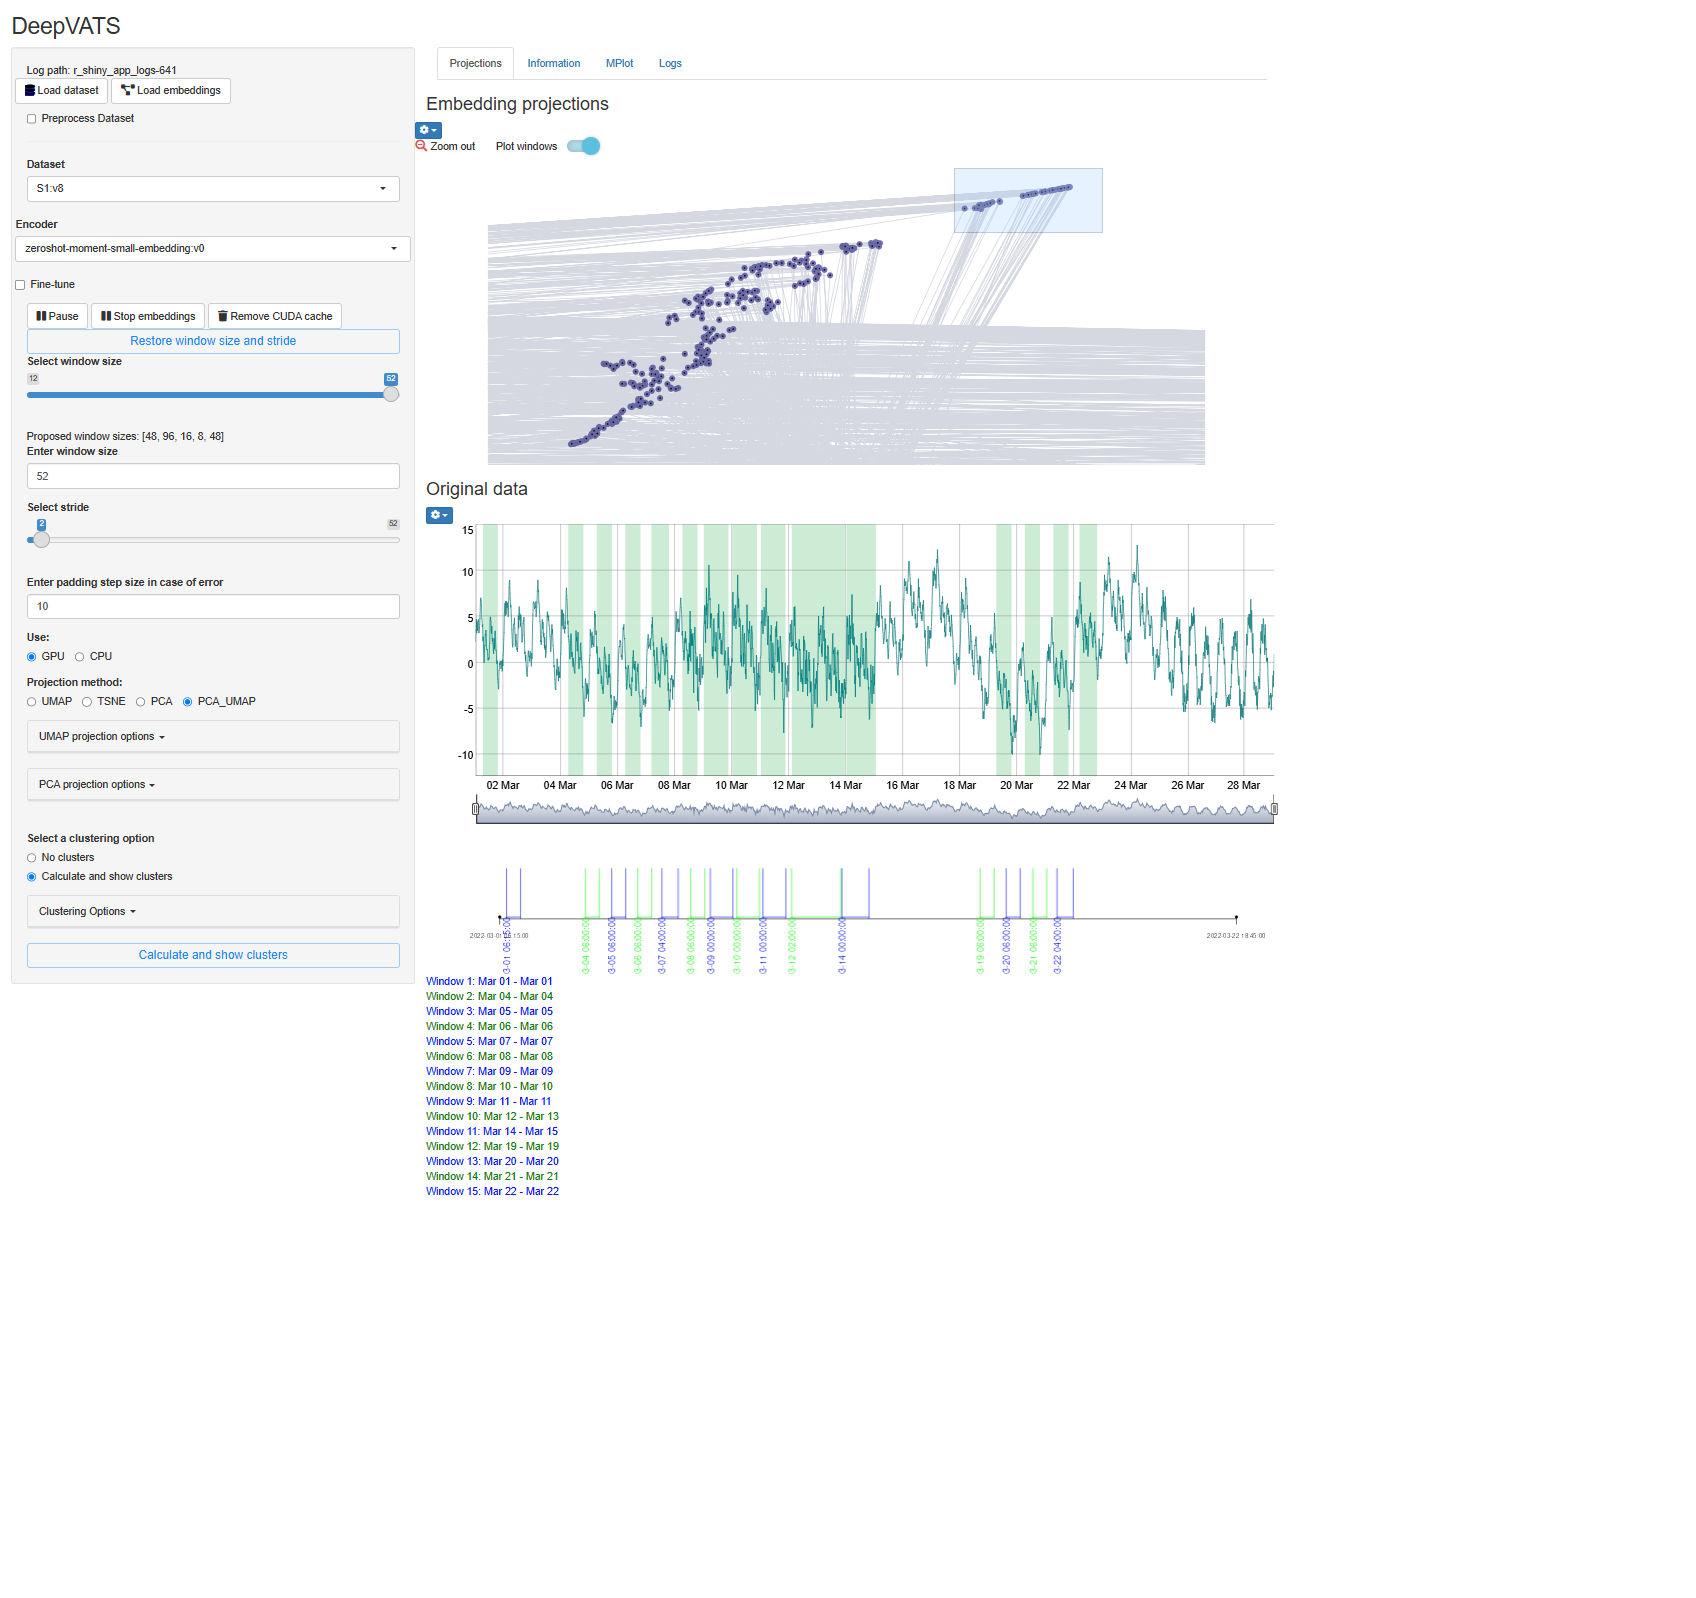 DeepVATS
Log path: r_shiny_app_logs-641
Load dataset
Load embeddings
Preprocess Dataset
Dataset
S1:v8
Encoder
zeroshot-moment-small-embedding:v0
Fine-tune
Pause
Stop embeddings
Remove CUDA cache
Restore window size and stride
Select window size
12
52
Proposed window sizes: [48, 96, 16, 8, 48]
Enter window size
52
Select stride
2
52
Enter padding step size in case of error
10
Use:
GPU
CPU
Projection method:
UMAP
TSNE
PCA
PCA_UMAP
UMAP projection options
PCA projection options
Select a clustering option
No clusters
Calculate and show clusters
Clustering Options
Calculate and show clusters
Projections
Information
MPlot
Logs
Embedding projections
Zoom out
Plot windows
Original data
15
10
5
0
-5
-10
02 Mar
04 Mar
06 Mar
08 Mar
10 Mar
12 Mar
14 Mar
16 Mar
18 Mar
20 Mar
22 Mar
24 Mar
26 Mar
28 Mar
3-04 06:00:00
3-05 06:00:00
3-06 06:00:00
3-07 04:00:00
3-08 06:00:00
3-09 00:00:00
3-10 00:00:00
3-11 00:00:00
3-12 02:00:00
3-14 00:00:00
3-19 06:00:00
3-20 06:00:00
3-21 06:00:00
3-22 04:00:00
2022-03-22 18:45:00
Window 1: Mar 01 - Mar 01
Window 2: Mar 04 - Mar 04
Window 3: Mar 05 - Mar 05
Window 4: Mar 06 - Mar 06
Window 5: Mar 07 - Mar 07
Window 6: Mar 08 - Mar 08
Window 7: Mar 09 - Mar 09
Window 8: Mar 10 - Mar 10
Window 9: Mar 11 - Mar 11
Window 10: Mar 12 - Mar 13
Window 11: Mar 14 - Mar 15
Window 12: Mar 19 - Mar 19
Window 13: Mar 20 - Mar 20
Window 14: Mar 21 - Mar 21
Window 15: Mar 22 - Mar 22